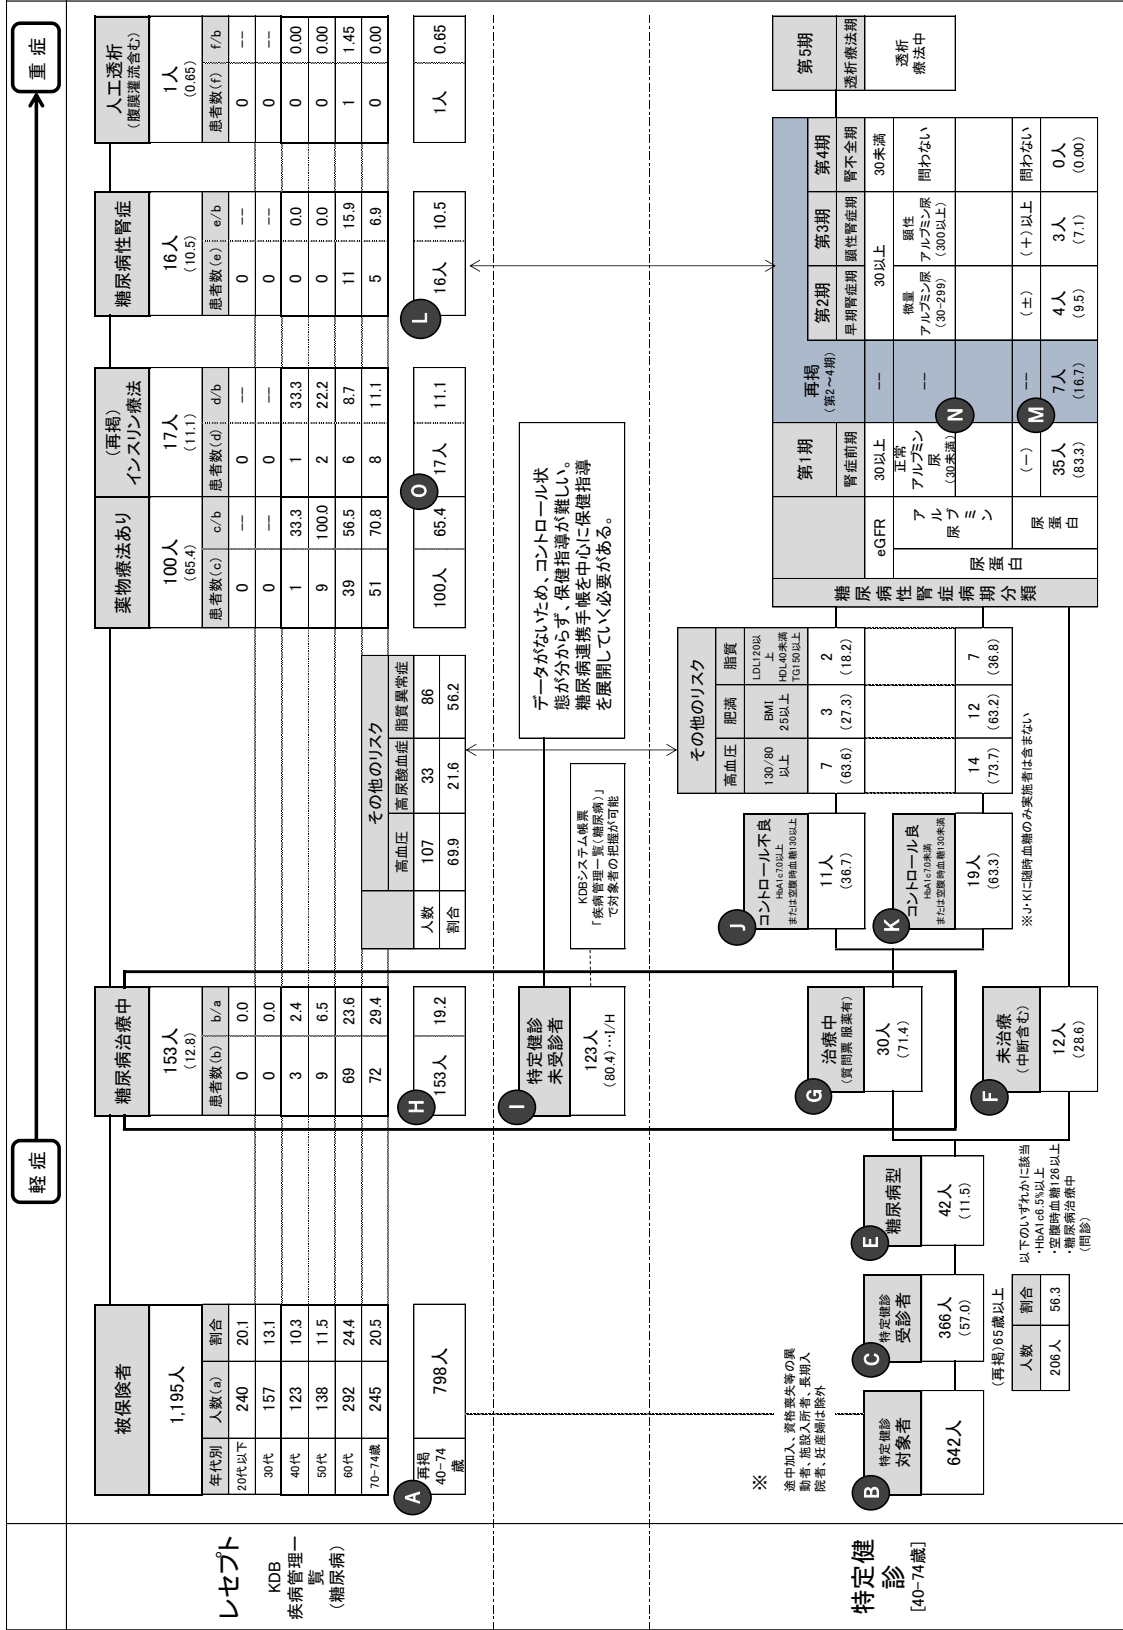 軽症
重症
レセプト
KDB
疾病管理一
覧
(糖尿病)
被保険者
1,195人
年代別 人数(a) 割合
20代以下 240 20.1
30代 157 13.1
40代 123 10.3
50代 138 11.5
60代 292 24.4
70-74歳 245 20.5
A
再掲
40-74
歳
798人
糖尿病治療中
153人
(12.8)
患者数(b) b/a
0 0.0
0 0.0
3 2.4
9 6.5
69 23.6
72 29.4
H
153人 19.2
その他のリスク
高血圧 高尿酸血症 脂質異常症
人数 107 33 86
割合 69.9 21.6 56.2
薬物療法あり
100人
(65.4)
患者数(c) c/b
0 --
0 --
1 33.3
9 100.0
39 56.5
51 70.8
100人 65.4
(再掲)
インスリン療法
17人
(11.1)
患者数(d) d/b
0 --
0 --
1 33.3
2 22.2
6 8.7
8 11.1
O
17人 11.1
糖尿病性腎症
16人
(10.5)
患者数(e) e/b
0 --
0 --
0 0.0
0 0.0
11 15.9
5 6.9
L
16人 10.5
人工透析
(腹膜灌流含む)
1人
(0.65)
患者数(f) f/b
0 --
0 --
0 0.00
0 0.00
1 1.45
0 0.00
1人 0.65
I
特定健診
未受診者
123人
(80.4)…I/H
KDBシステム帳票
「疾病管理一覧(糖尿病)」
で対象者の把握が可能
データがないため、コントロール状
態が分からず、保健指導が難しい。
糖尿病連携手帳を中心に保健指導
を展開していく必要がある。
特定健
診
[40-74歳]
※
途中加入、資格喪失等の異
動者、施設入所者、長期入
院者、妊産婦は除外
B
特定健診
対象者
642人
C
特定健診
受診者
366人
(57.0)
(再掲)65歳以上
人数 割合
206人 56.3
E
糖尿病型
42人
(11.5)
以下のいずれかに該当
・HbA1c6.5%以上
・空腹時血糖126以上
・糖尿病治療中
(問診)
G
治療中
(質問票 服薬有)
30人
(71.4)
F
未治療
(中断含む)
12人
(28.6)
J
コントロール不良
HbA1c7.0以上
または空腹時血糖130以上
11人
(36.7)
K
コントロール良
HbA1c7.0未満
または空腹時血糖130未満
19人
(63.3)
※J・Kに随時血糖のみ実施者は含まない
その他のリスク
高血圧 肥満 脂質
130/80
以上
BMI
25以上
LDL120以
上
HDL40未満
TG150以上
7 3 2
(63.6) (27.3) (18.2)
14 12 7
(73.7) (63.2) (36.8)
糖尿病性腎症病期分類
eGFR
尿蛋白
アルブミン尿
尿蛋白
第1期
腎症前期
30以上
正常
アルブミン
尿
(30未満)
(－)
35人
(83.3)
再掲
(第2～4期)
--
--
N
--
M
7人
(16.7)
第2期 第3期 第4期
早期腎症期 顕性腎症期 腎不全期
30以上 30未満
微量
アルブミン尿
(30-299)
顕性
アルブミン尿
(300以上)
問わない
(±) (＋)以上 問わない
4人 3人 0人
(9.5) (7.1) (0.00)
第5期
透析療法期
透析
療法中